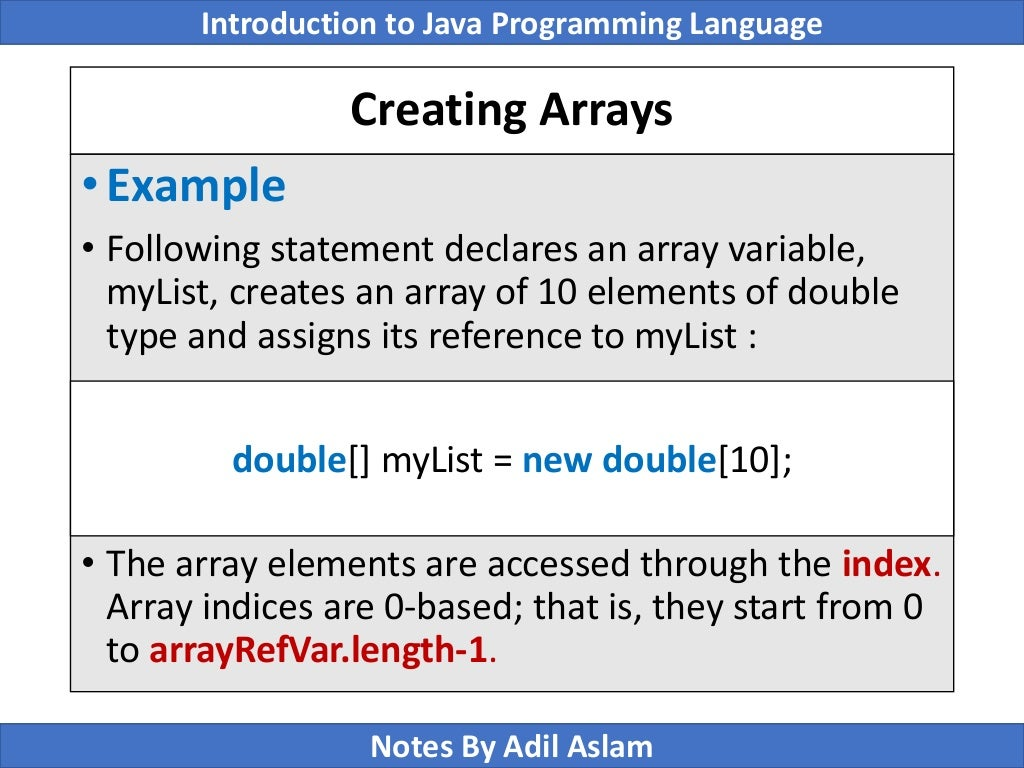 Introduction to Java Programming Language
Creating Arrays
• Example
• Following statement declares an array variable,
myList, creates an array of 10 elements of double
type and assigns its reference to myList :
double[] myList = new double[10];
• The array elements are accessed through the index.
Array indices are 0-based; that is, they start from 0
to arrayRefVar.length-1.
Notes By Adil Aslam